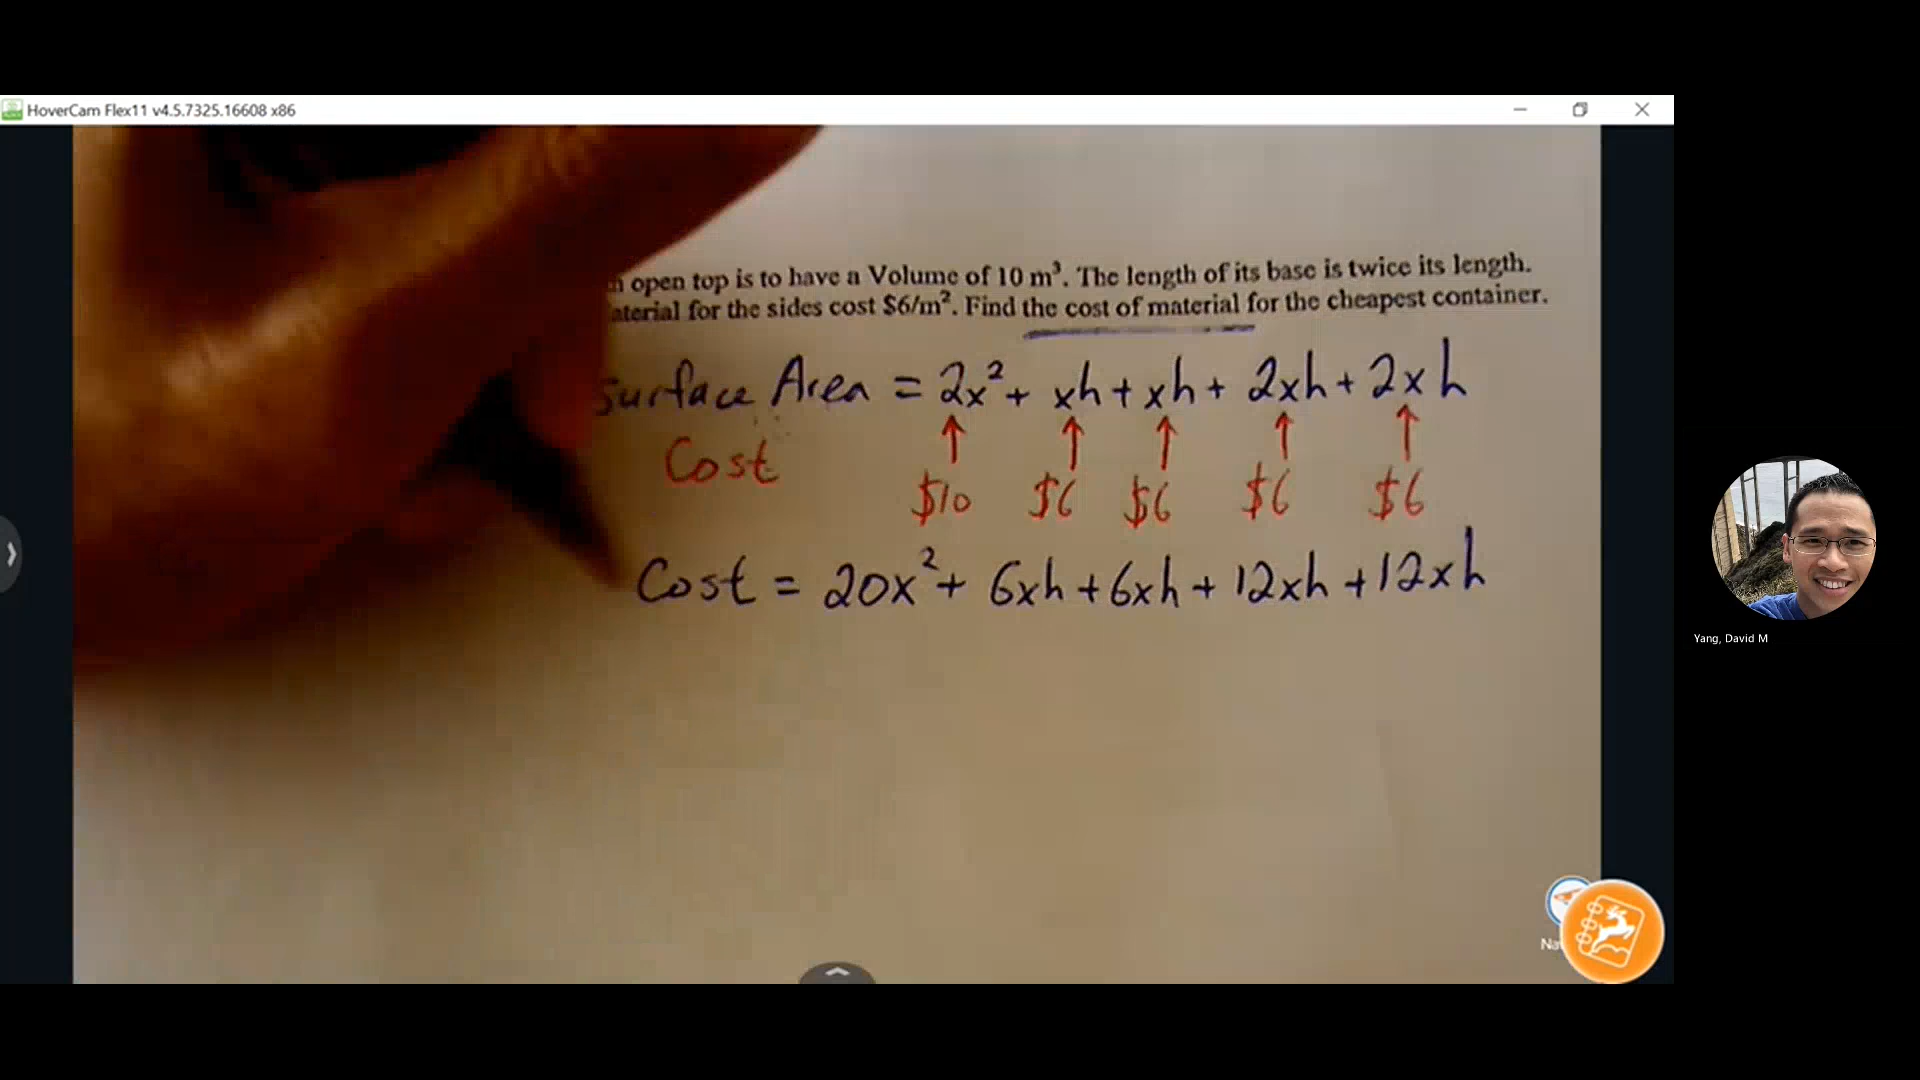 HoverCam Flex11 v4.5.7325.16608 x86
open top is to have a Volume of 10 m³. The length of its base is twice its length.
aterial for the sides cost $6/m². Find the cost of material for the cheapest container.
Surface Area = 2x² + xh + xh + 2xh + 2xh
Cost ↑ ↑ ↑ ↑ ↑
$10 $6 $6 $6 $6
Cost = 20x² + 6xh + 6xh + 12xh + 12xh
Yang, David M